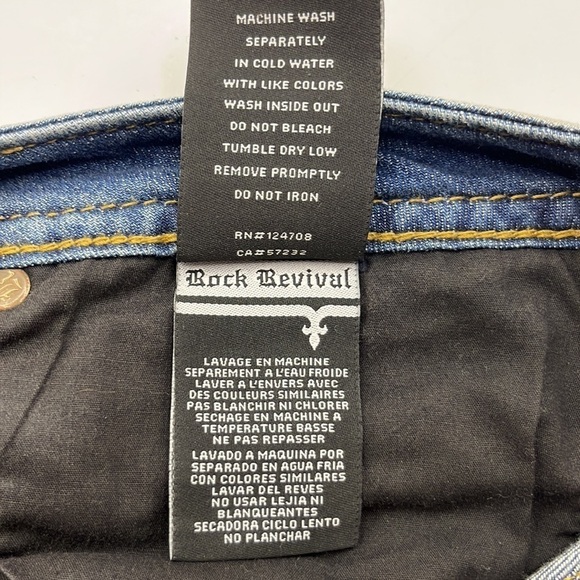 MACHINE WASH
SEPARATELY
IN COLD WATER
WITH LIKE COLORS
WASH INSIDE OUT
DO NOT BLEACH
TUMBLE DRY LOW
REMOVE PROMPTLY
DO NOT IRON
RN#124708
CA#57232
Rock Revival
LAVAGE EN MACHINE
SEPAREMENT A L'EAU FROIDE
LAVER A L'ENVERS AVEC
DES COULEURS SIMILAIRES
PAS BLANCHIR NI CHLORER
SECHAGE EN MACHINE A
TEMPERATURE BASSE
NE PAS REPASSER
LAVADO A MAQUINA POR
SEPARADO EN AGUA FRIA
CON COLORES SIMILARES
LAVAR DEL REVES
NO USAR LEJIA NI
BLANQUEANTES
SECADORA CICLO LENTO
NO PLANCHAR